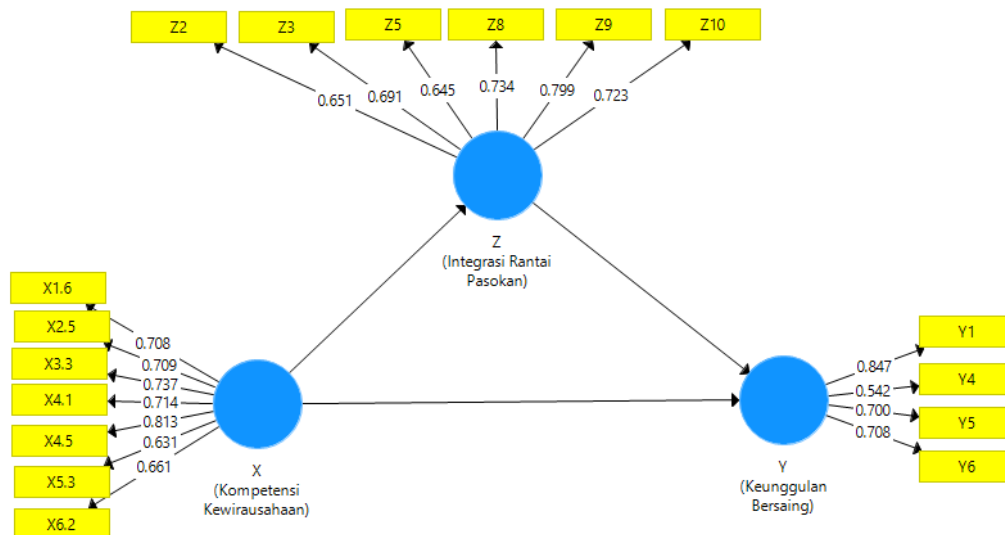 Z2
Z3
Z5
Z8
Z9
Z10
0.651
0.691
0.645
0.734
0.799
0.723
Z
(Integrasi Rantai
Pasokan)
X1.6
X2.5
X3.3
X4.1
X4.5
X5.3
X6.2
0.708
0.709
0.737
0.714
0.813
0.631
0.661
X
(Kompetensi
Kewirausahaan)
Y
(Keunggulan
Bersaing)
0.847
0.542
0.700
0.708
Y1
Y4
Y5
Y6